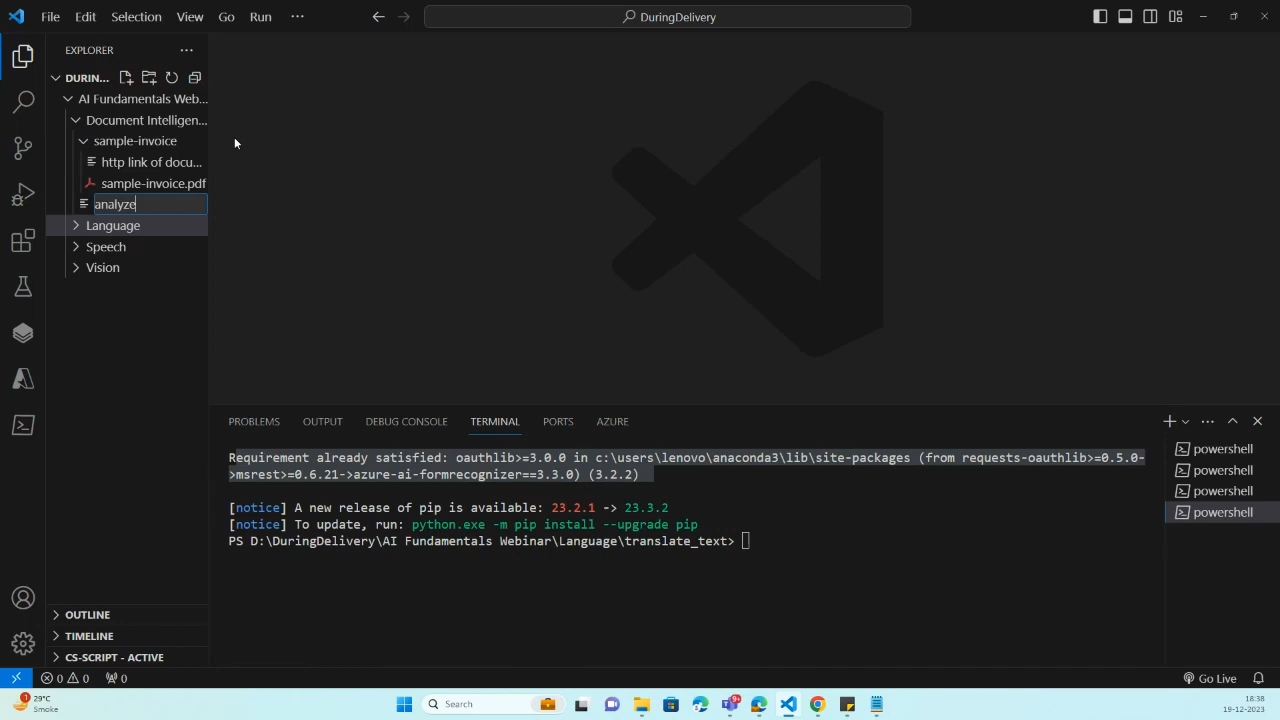 File Edit Selection View Go Run ···
DuringDelivery
EXPLORER
DURIN...
AI Fundamentals Web...
Document Intelligen...
sample-invoice
http link of docu...
sample-invoice.pdf
analyze
Language
Speech
Vision
PROBLEMS OUTPUT DEBUG CONSOLE TERMINAL PORTS AZURE
Requirement already satisfied: oauthlib>=3.0.0 in c:\users\lenovo\anaconda3\lib\site-packages (from requests-oauthlib>=0.5.0-
>msrest>=0.6.21->azure-ai-formrecognizer==3.3.0) (3.2.2)
[notice] A new release of pip is available: 23.2.1 -> 23.3.2
[notice] To update, run: python.exe -m pip install --upgrade pip
PS D:\DuringDelivery\AI Fundamentals Webinar\Language\translate_text>
powershell
powershell
powershell
powershell
OUTLINE
TIMELINE
CS-SCRIPT - ACTIVE
0 0 0
Go Live
1
29°C
Smoke
Search
9+
18:38
19-12-2023